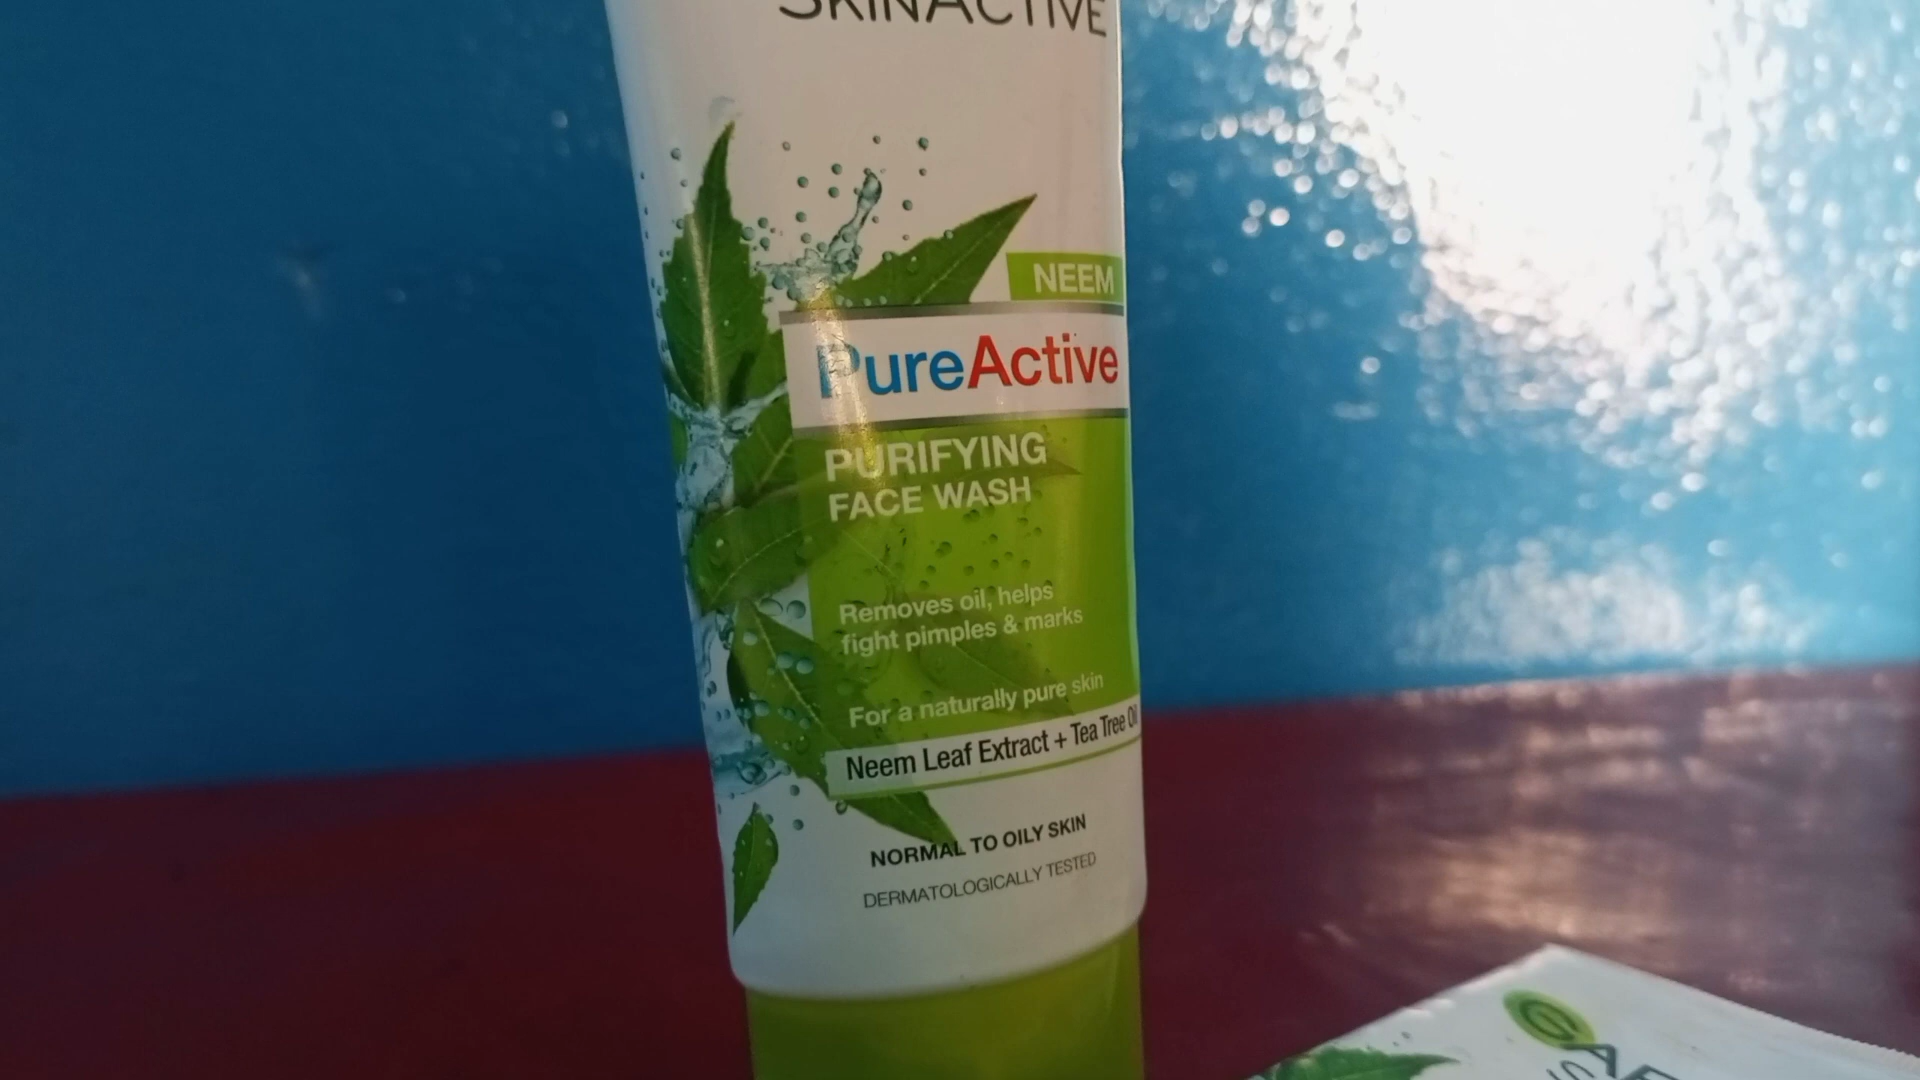 SKINACTIVE
NEEM
PureActive
PURIFYING
FACE WASH
Removes oil, helps
fight pimples & marks
For a naturally pure skin
Neem Leaf Extract + Tea Tree Oil
NORMAL TO OILY SKIN
DERMATOLOGICALLY TESTED